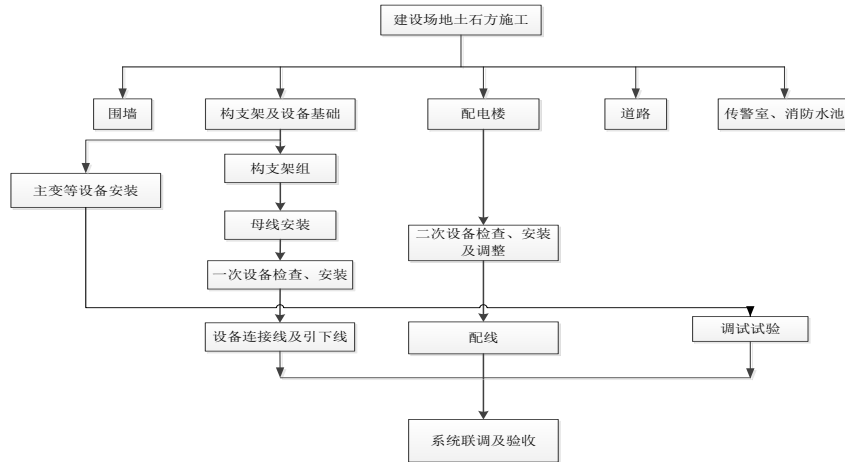 建设场地土石方施工
围墙
构支架及设备基础
配电楼
道路
传警室、消防水池
主变等设备安装
构支架组
母线安装
二次设备检查、安装
及调整
一次设备检查、安装
设备连接线及引下线
配线
调试试验
系统联调及验收